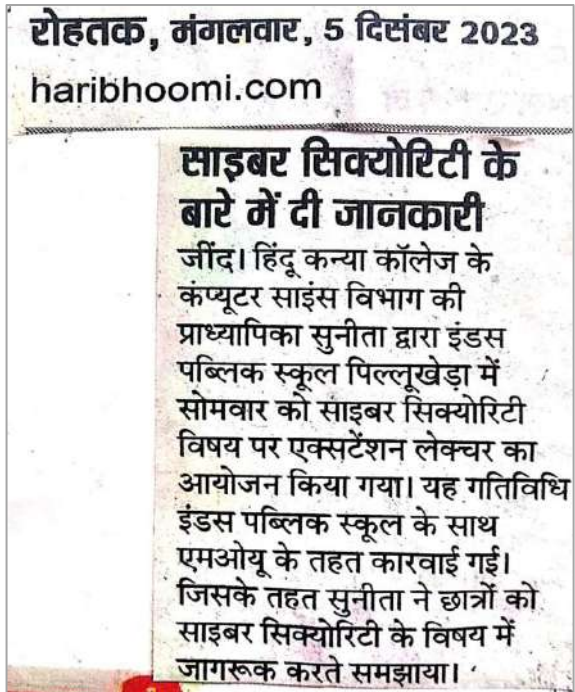 रोहतक, मंगलवार, 5 दिसंबर 2023
haribhoomi.com
साइबर सिक्योरिटी के
बारे में दी जानकारी
जींद। हिंदू कन्या कॉलेज के
कंप्यूटर साइंस विभाग की
प्राध्यापिका सुनीता द्वारा इंडस
पब्लिक स्कूल पिल्लूखेड़ा में
सोमवार को साइबर सिक्योरिटी
विषय पर एक्सटेंशन लेक्चर का
आयोजन किया गया। यह गतिविधि
इंडस पब्लिक स्कूल के साथ
एमओयू के तहत कारवाई गई।
जिसके तहत सुनीता ने छात्रों को
साइबर सिक्योरिटी के विषय में
जागरूक करते समझाया।